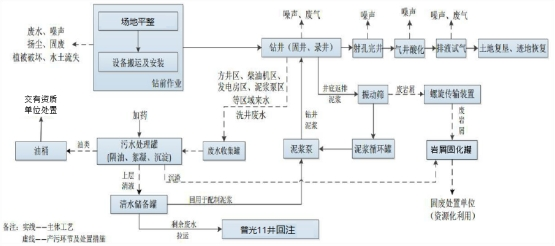 噪声、废气
噪声
噪声
噪声、废气
废水、噪声
扬尘、固废
植被破坏、水土流失
场地平整
设备搬运及安装
钻前作业
钻井（固井、录井）
射孔完井
气井酸化
排液试气
土地复垦、迹地恢复
方井区、柴油机区、
发电房区、泥浆泵区
等区域来水
洗井废水
井底返排
泥浆
振动筛
废岩屑
螺旋传输装置
废
岩
屑
交有资质
单位处置
加药
钻井
泥浆
油桶
油类
污水处理罐
[隔油、絮凝、沉淀]
废水收集罐
泥浆泵
泥浆循环罐
岩屑固化罐
沉渣
上层
清液
清水储备罐
回用于配制泥浆
固废处置单位
（资源化利用）
剩余废水
拉运
普光11井回注
备注：实线——主体工艺
虚线——产污环节及处置措施